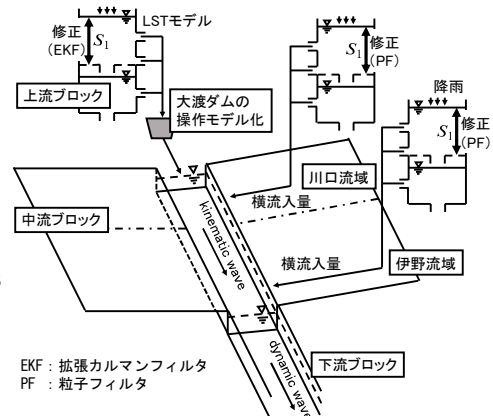 LSTモデル
修正
(EKF)
S1
上流ブロック
大渡ダムの
操作モデル化
S1
修正
(PF)
降雨
S1
修正
(PF)
川口流域
横流入量
中流ブロック
kinematic wave
横流入量
伊野流域
dynamic wave
下流ブロック
EKF : 拡張カルマンフィルタ
PF : 粒子フィルタ